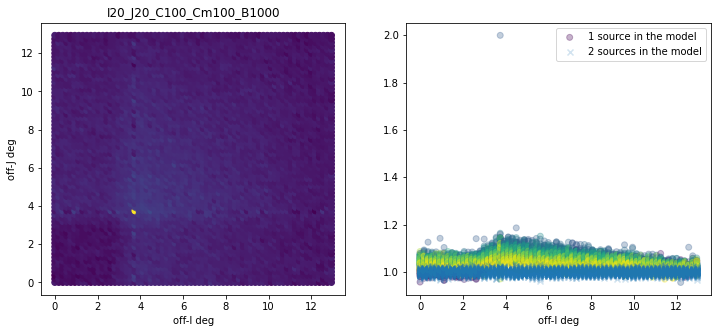 I20_J20_C100_Cm100_B1000
off-J deg
12
10
8
6
4
2
0
0 2 4 6 8 10 12
off-I deg
2.0
1.8
1.6
1.4
1.2
1.0
0 2 4 6 8 10 12
off-I deg
1 source in the model
2 sources in the model